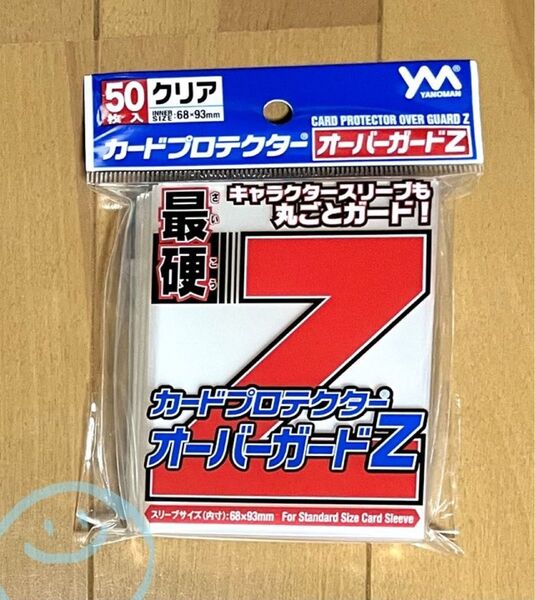 50枚入
クリア
INNER SIZE:68×93mm
YM
YANOMAN
CARD PROTECTOR OVER GUARD Z
カードプロテクター®
オーバーガードZ
キャラクタースリーブも
丸ごとガード!
最硬
さいこう
Z
カードプロテクター
オーバーガードZ
スリーブサイズ(内寸):68×93mm For Standard Size Card Sleeve